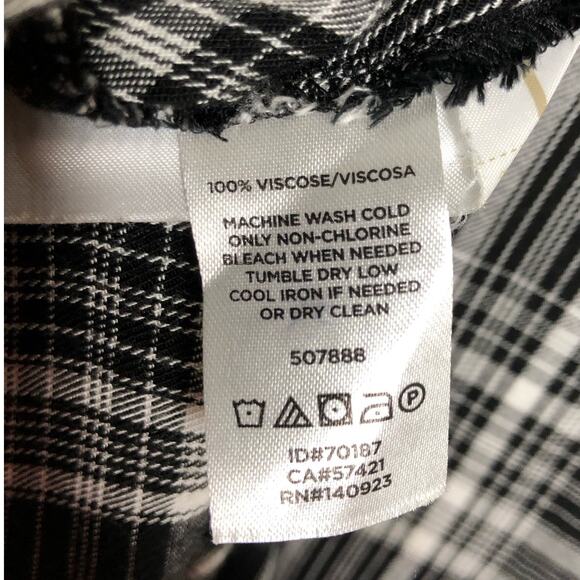 100% VISCOSE/VISCOSA
MACHINE WASH COLD
ONLY NON-CHLORINE
BLEACH WHEN NEEDED
TUMBLE DRY LOW
COOL IRON IF NEEDED
OR DRY CLEAN
507888
P
ID#70187
CA#57421
RN#140923